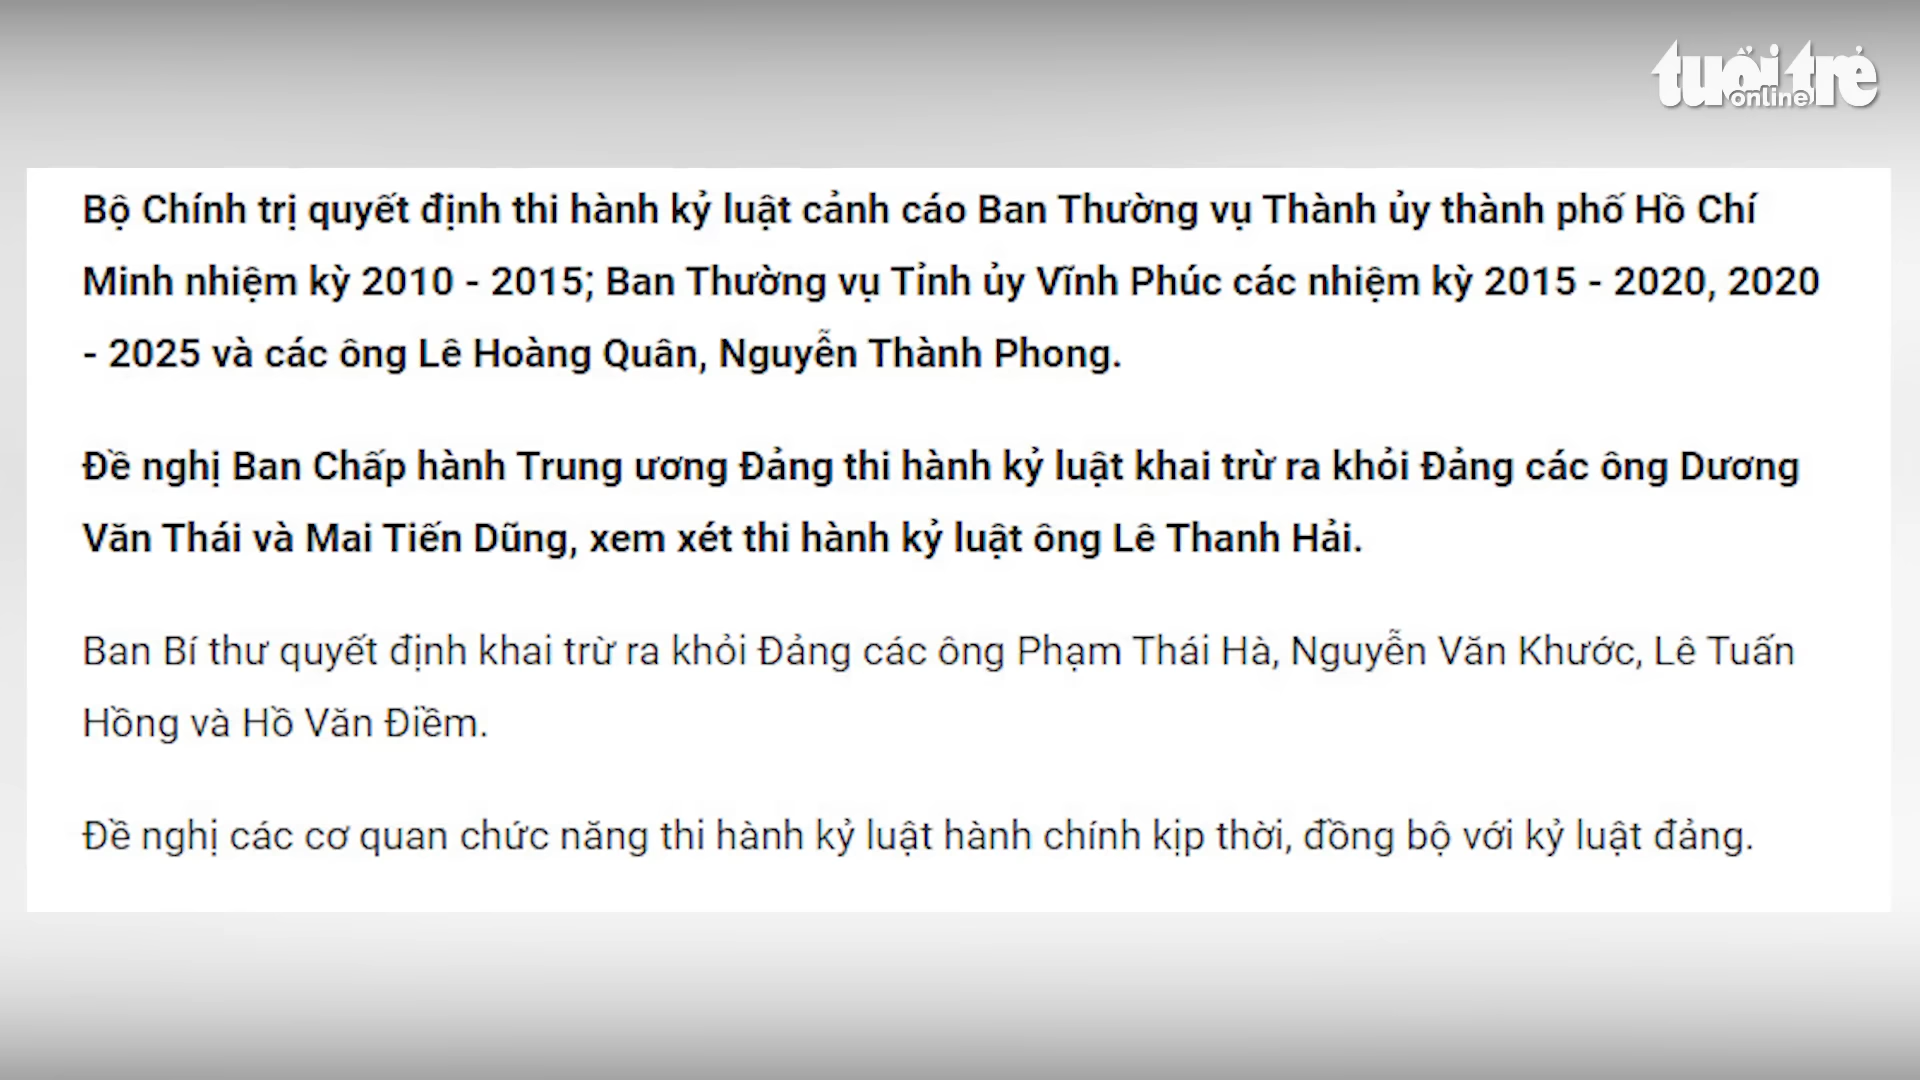 tuổi trẻ
online
Bộ Chính trị quyết định thi hành kỷ luật cảnh cáo Ban Thường vụ Thành ủy thành phố Hồ Chí
Minh nhiệm kỳ 2010 - 2015; Ban Thường vụ Tỉnh ủy Vĩnh Phúc các nhiệm kỳ 2015 - 2020, 2020
- 2025 và các ông Lê Hoàng Quân, Nguyễn Thành Phong.
Đề nghị Ban Chấp hành Trung ương Đảng thi hành kỷ luật khai trừ ra khỏi Đảng các ông Dương
Văn Thái và Mai Tiến Dũng, xem xét thi hành kỷ luật ông Lê Thanh Hải.
Ban Bí thư quyết định khai trừ ra khỏi Đảng các ông Phạm Thái Hà, Nguyễn Văn Khước, Lê Tuấn
Hồng và Hồ Văn Điềm.
Đề nghị các cơ quan chức năng thi hành kỷ luật hành chính kịp thời, đồng bộ với kỷ luật đảng.